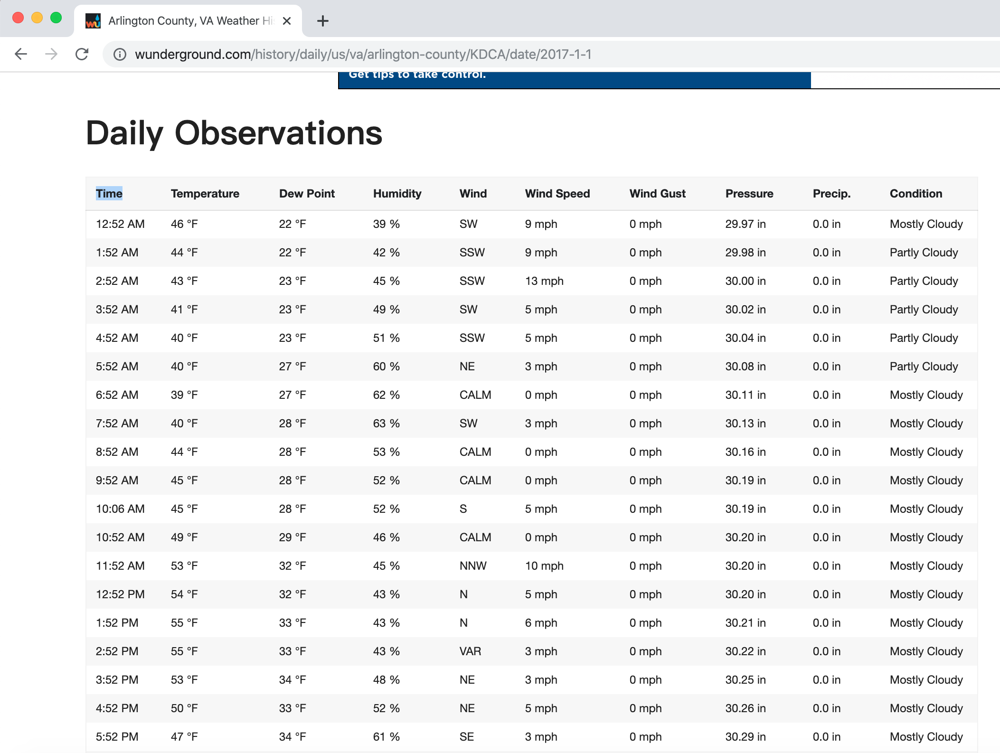 Arlington County, VA Weather Hi
wunderground.com/history/daily/us/va/arlington-county/KDCA/date/2017-1-1
Get tips to take control.
Daily Observations
Time Temperature Dew Point Humidity Wind Wind Speed Wind Gust Pressure Precip. Condition
12:52 AM 46 °F 22 °F 39 % SW 9 mph 0 mph 29.97 in 0.0 in Mostly Cloudy
1:52 AM 44 °F 22 °F 42 % SSW 9 mph 0 mph 29.98 in 0.0 in Partly Cloudy
2:52 AM 43 °F 23 °F 45 % SSW 13 mph 0 mph 30.00 in 0.0 in Partly Cloudy
3:52 AM 41 °F 23 °F 49 % SW 5 mph 0 mph 30.02 in 0.0 in Partly Cloudy
4:52 AM 40 °F 23 °F 51 % SSW 5 mph 0 mph 30.04 in 0.0 in Partly Cloudy
5:52 AM 40 °F 27 °F 60 % NE 3 mph 0 mph 30.08 in 0.0 in Partly Cloudy
6:52 AM 39 °F 27 °F 62 % CALM 0 mph 0 mph 30.11 in 0.0 in Mostly Cloudy
7:52 AM 40 °F 28 °F 63 % SW 3 mph 0 mph 30.13 in 0.0 in Mostly Cloudy
8:52 AM 44 °F 28 °F 53 % CALM 0 mph 0 mph 30.16 in 0.0 in Mostly Cloudy
9:52 AM 45 °F 28 °F 52 % CALM 0 mph 0 mph 30.19 in 0.0 in Mostly Cloudy
10:06 AM 45 °F 28 °F 52 % S 5 mph 0 mph 30.19 in 0.0 in Mostly Cloudy
10:52 AM 49 °F 29 °F 46 % CALM 0 mph 0 mph 30.20 in 0.0 in Mostly Cloudy
11:52 AM 53 °F 32 °F 45 % NNW 10 mph 0 mph 30.20 in 0.0 in Mostly Cloudy
12:52 PM 54 °F 32 °F 43 % N 5 mph 0 mph 30.20 in 0.0 in Mostly Cloudy
1:52 PM 55 °F 33 °F 43 % N 6 mph 0 mph 30.21 in 0.0 in Mostly Cloudy
2:52 PM 55 °F 33 °F 43 % VAR 3 mph 0 mph 30.22 in 0.0 in Mostly Cloudy
3:52 PM 53 °F 34 °F 48 % NE 3 mph 0 mph 30.25 in 0.0 in Mostly Cloudy
4:52 PM 50 °F 33 °F 52 % NE 5 mph 0 mph 30.26 in 0.0 in Mostly Cloudy
5:52 PM 47 °F 34 °F 61 % SE 3 mph 0 mph 30.29 in 0.0 in Mostly Cloudy